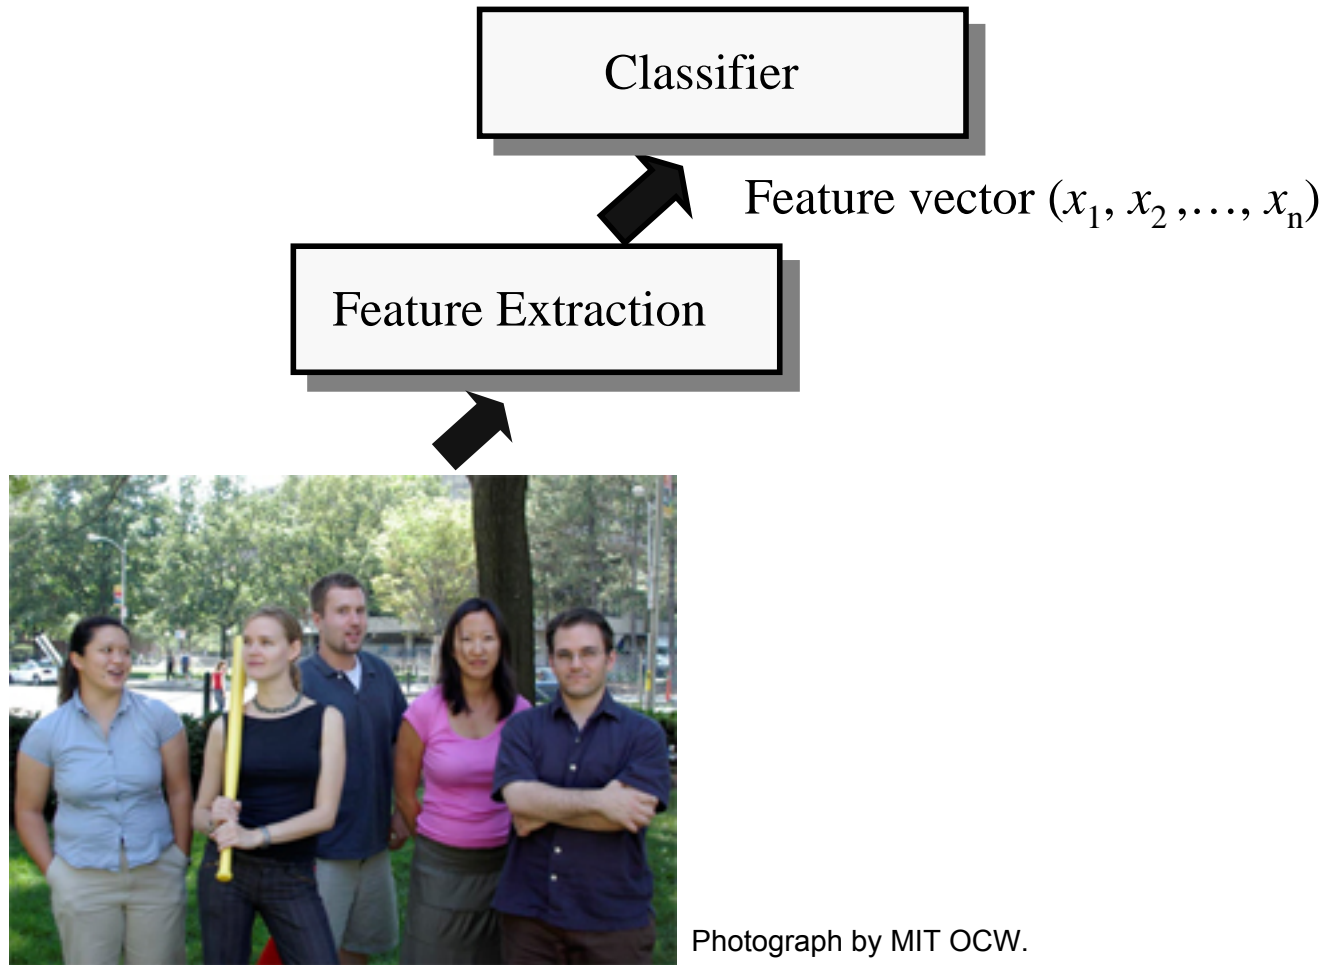 Classifier
Feature vector (x₁, x₂,…, xₙ)
Feature Extraction
Photograph by MIT OCW.